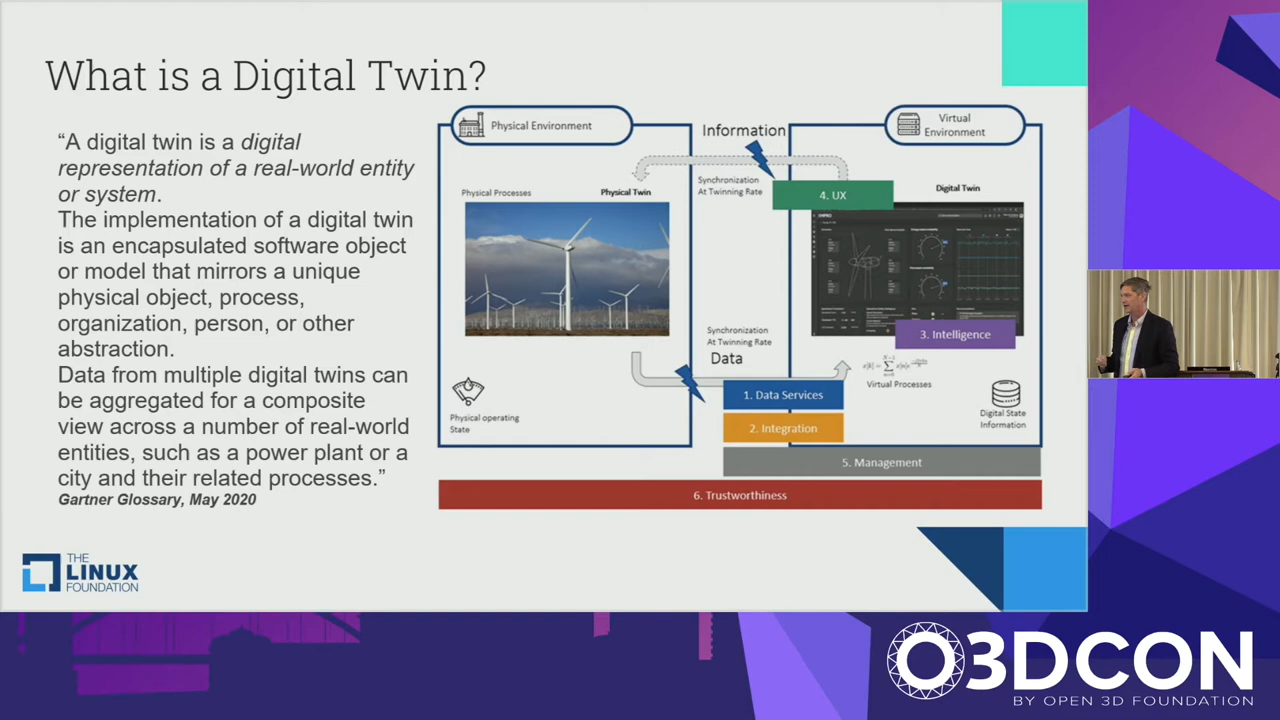 What is a Digital Twin?
“A digital twin is a digital
representation of a real-world entity
or system.
The implementation of a digital twin
is an encapsulated software object
or model that mirrors a unique
physical object, process,
organization, person, or other
abstraction.
Data from multiple digital twins can
be aggregated for a composite
view across a number of real-world
entities, such as a power plant or a
city and their related processes.”
Gartner Glossary, May 2020
Physical Environment
Information
Virtual
Environment
Synchronization
At Twinning Rate
Physical Processes
Physical Twin
4. UX
Digital Twin
3. Intelligence
Synchronization
At Twinning Rate
Data
Virtual Processes
Physical operating
State
1. Data Services
2. Integration
Digital State
Information
5. Management
6. Trustworthiness
THE
LINUX
FOUNDATION
O3DCON
BY OPEN 3D FOUNDATION